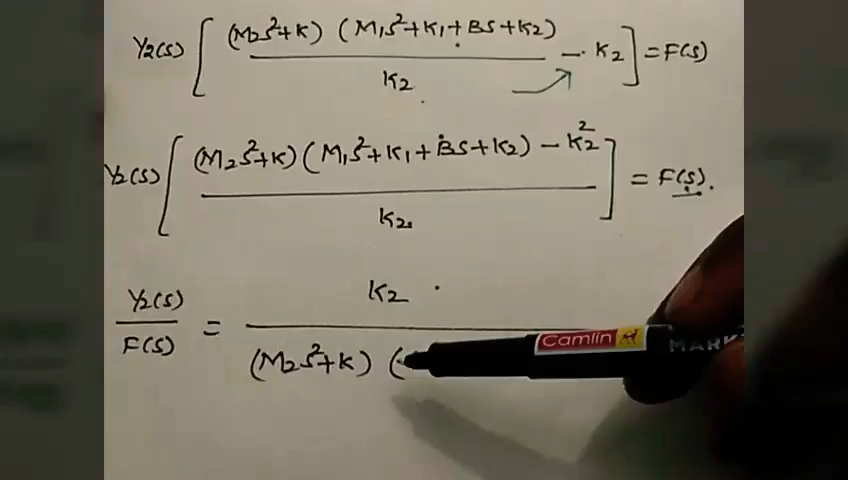 Y2(s) [ (M2s²+K) (M1s²+K1+Bs+K2) / K2 - K2 ] = F(s)
Y2(s) [ (M2s²+K) (M1s²+K1+Bs+K2) - K2² / K2 ] = F(s).
Y2(s) / F(s) = K2 / (M2s²+K) (
Camlin
MARK